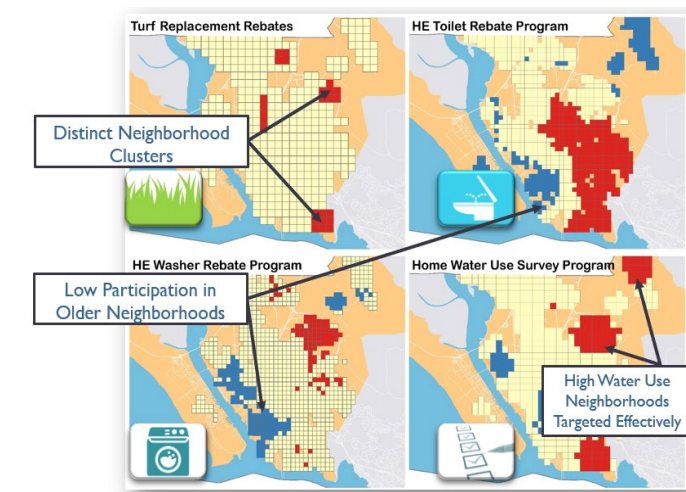 Turf Replacement Rebates
HE Toilet Rebate Program
Distinct Neighborhood
Clusters
HE Washer Rebate Program
Home Water Use Survey Program
Low Participation in
Older Neighborhoods
High Water Use
Neighborhoods
Targeted Effectively